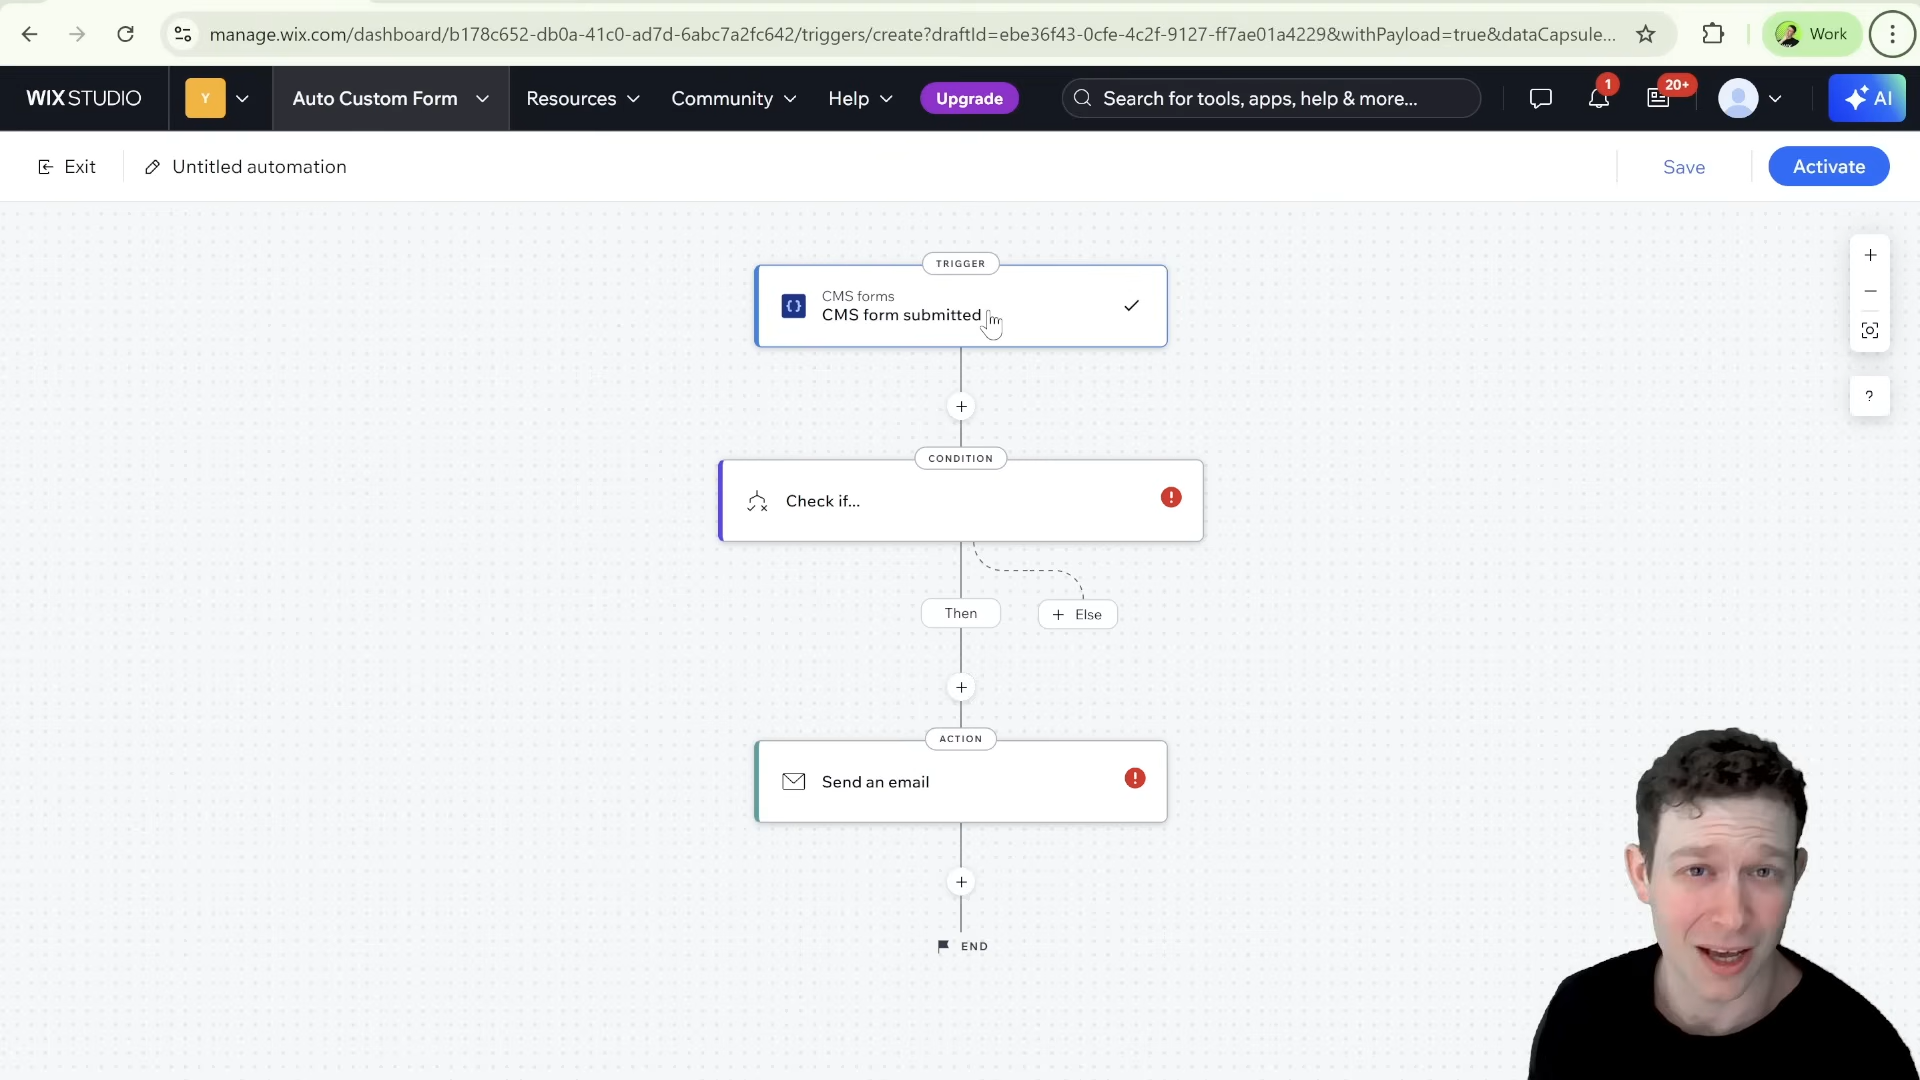 manage.wix.com/dashboard/b178c652-db0a-41c0-ad7d-6abc7a2fc642/triggers/create?draftId=ebe36f43-0cfe-4c2f-9127-ff7ae01a4229&withPayload=true&dataCapsule...
Work
WIX STUDIO
Y
Auto Custom Form
Resources
Community
Help
Upgrade
Search for tools, apps, help & more...
1
20+
AI
Exit
Untitled automation
Save
Activate
TRIGGER
CMS forms
CMS form submitted
CONDITION
Check if...
Then
+ Else
ACTION
Send an email
END
?